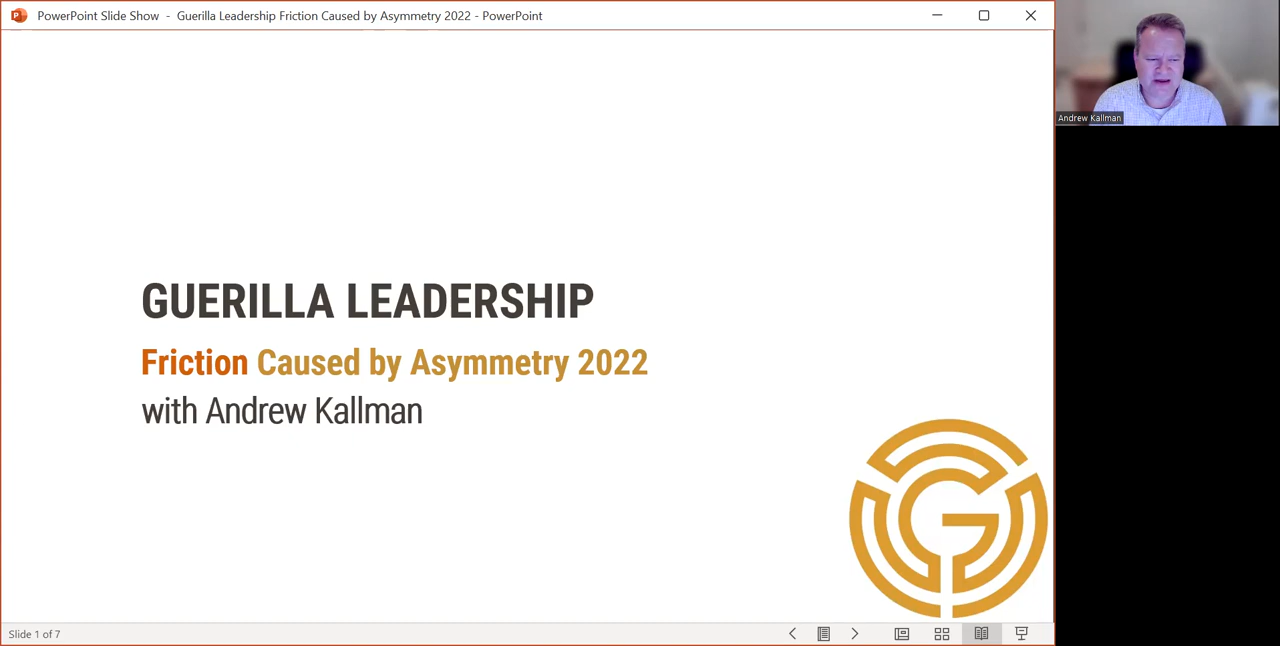 PowerPoint Slide Show - Guerilla Leadership Friction Caused by Asymmetry 2022 - PowerPoint
Andrew Kallman
GUERILLA LEADERSHIP
Friction Caused by Asymmetry 2022
with Andrew Kallman
G
Slide 1 of 7